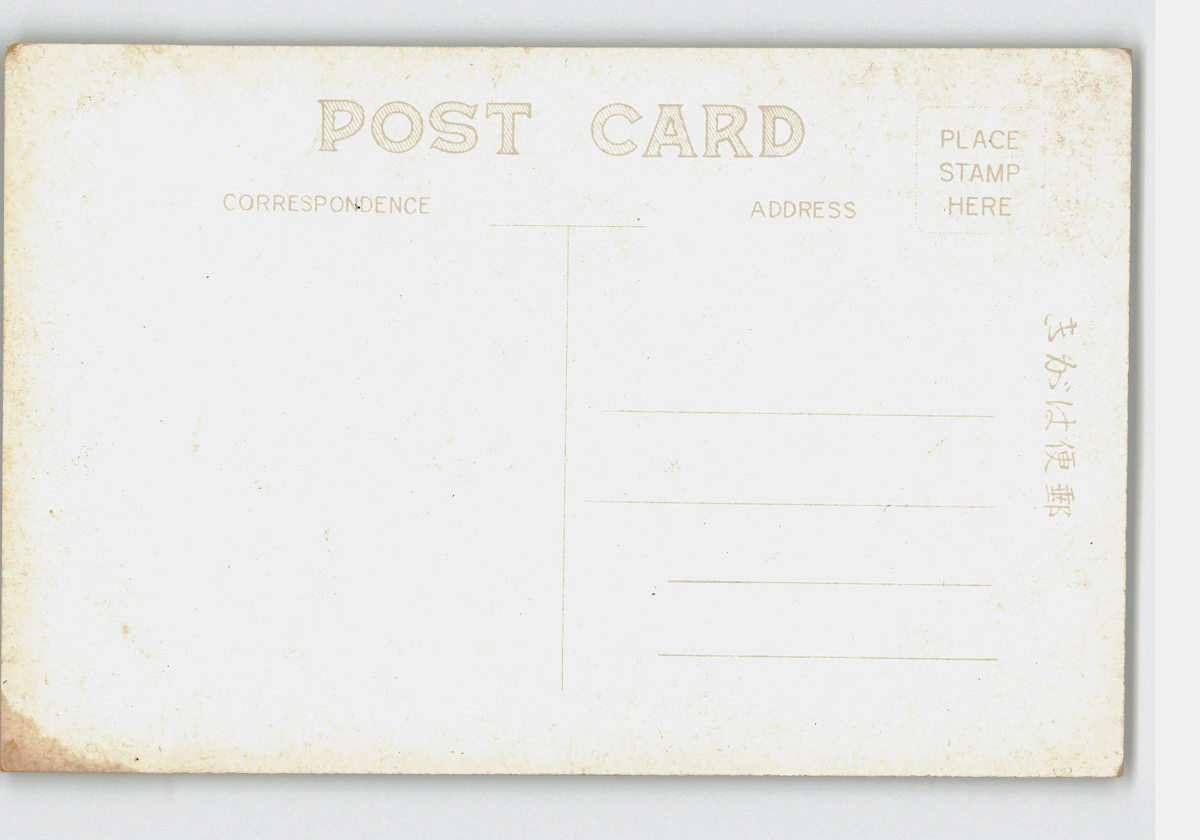 POST CARD
CORRESPONDENCE
ADDRESS
PLACE
STAMP
HERE
きがは便郵